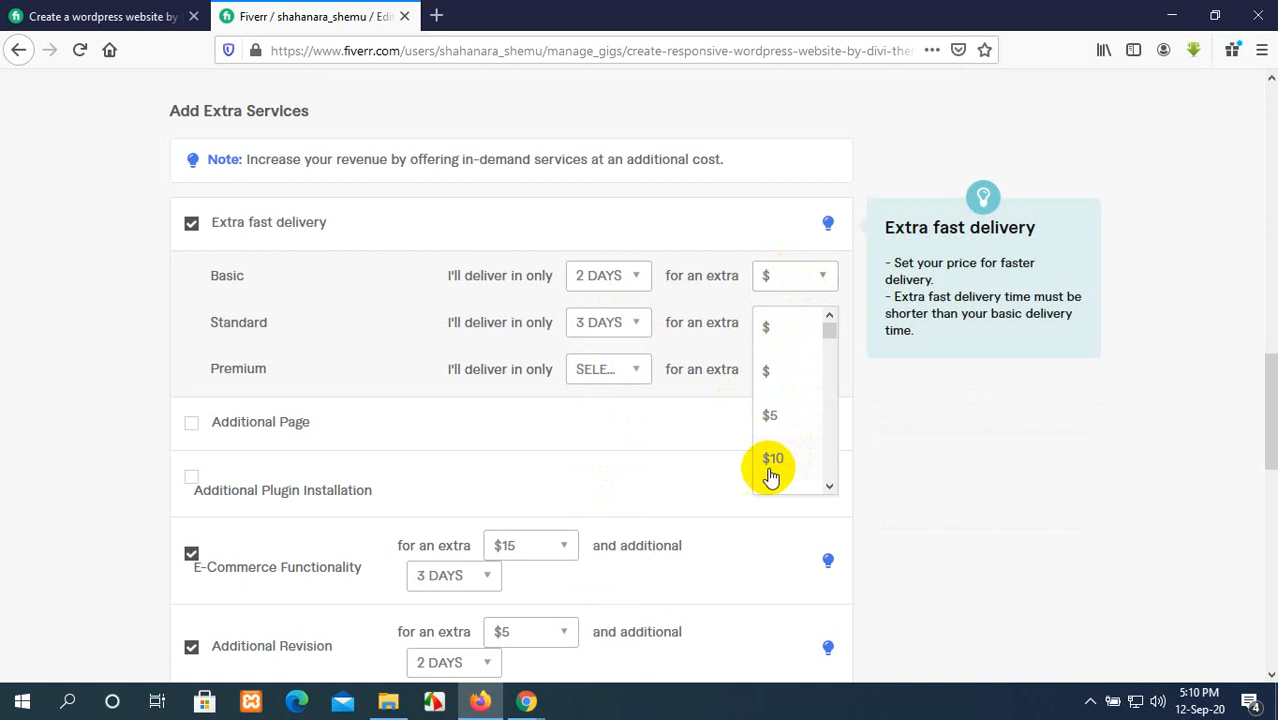 Create a wordpress website by
Fiverr / shahanara_shemu / Edi
https://www.fiverr.com/users/shahanara_shemu/manage_gigs/create-responsive-wordpress-website-by-divi-the
Add Extra Services
Note: Increase your revenue by offering in-demand services at an additional cost.
Extra fast delivery
Basic I'll deliver in only 2 DAYS for an extra $
Standard I'll deliver in only 3 DAYS for an extra
Premium I'll deliver in only SELE... for an extra
$
$
$5
$10
Extra fast delivery
- Set your price for faster
delivery.
- Extra fast delivery time must be
shorter than your basic delivery
time.
Additional Page
Additional Plugin Installation
E-Commerce Functionality
for an extra $15 and additional
3 DAYS
Additional Revision
for an extra $5 and additional
2 DAYS
5:10 PM
12-Sep-20
4